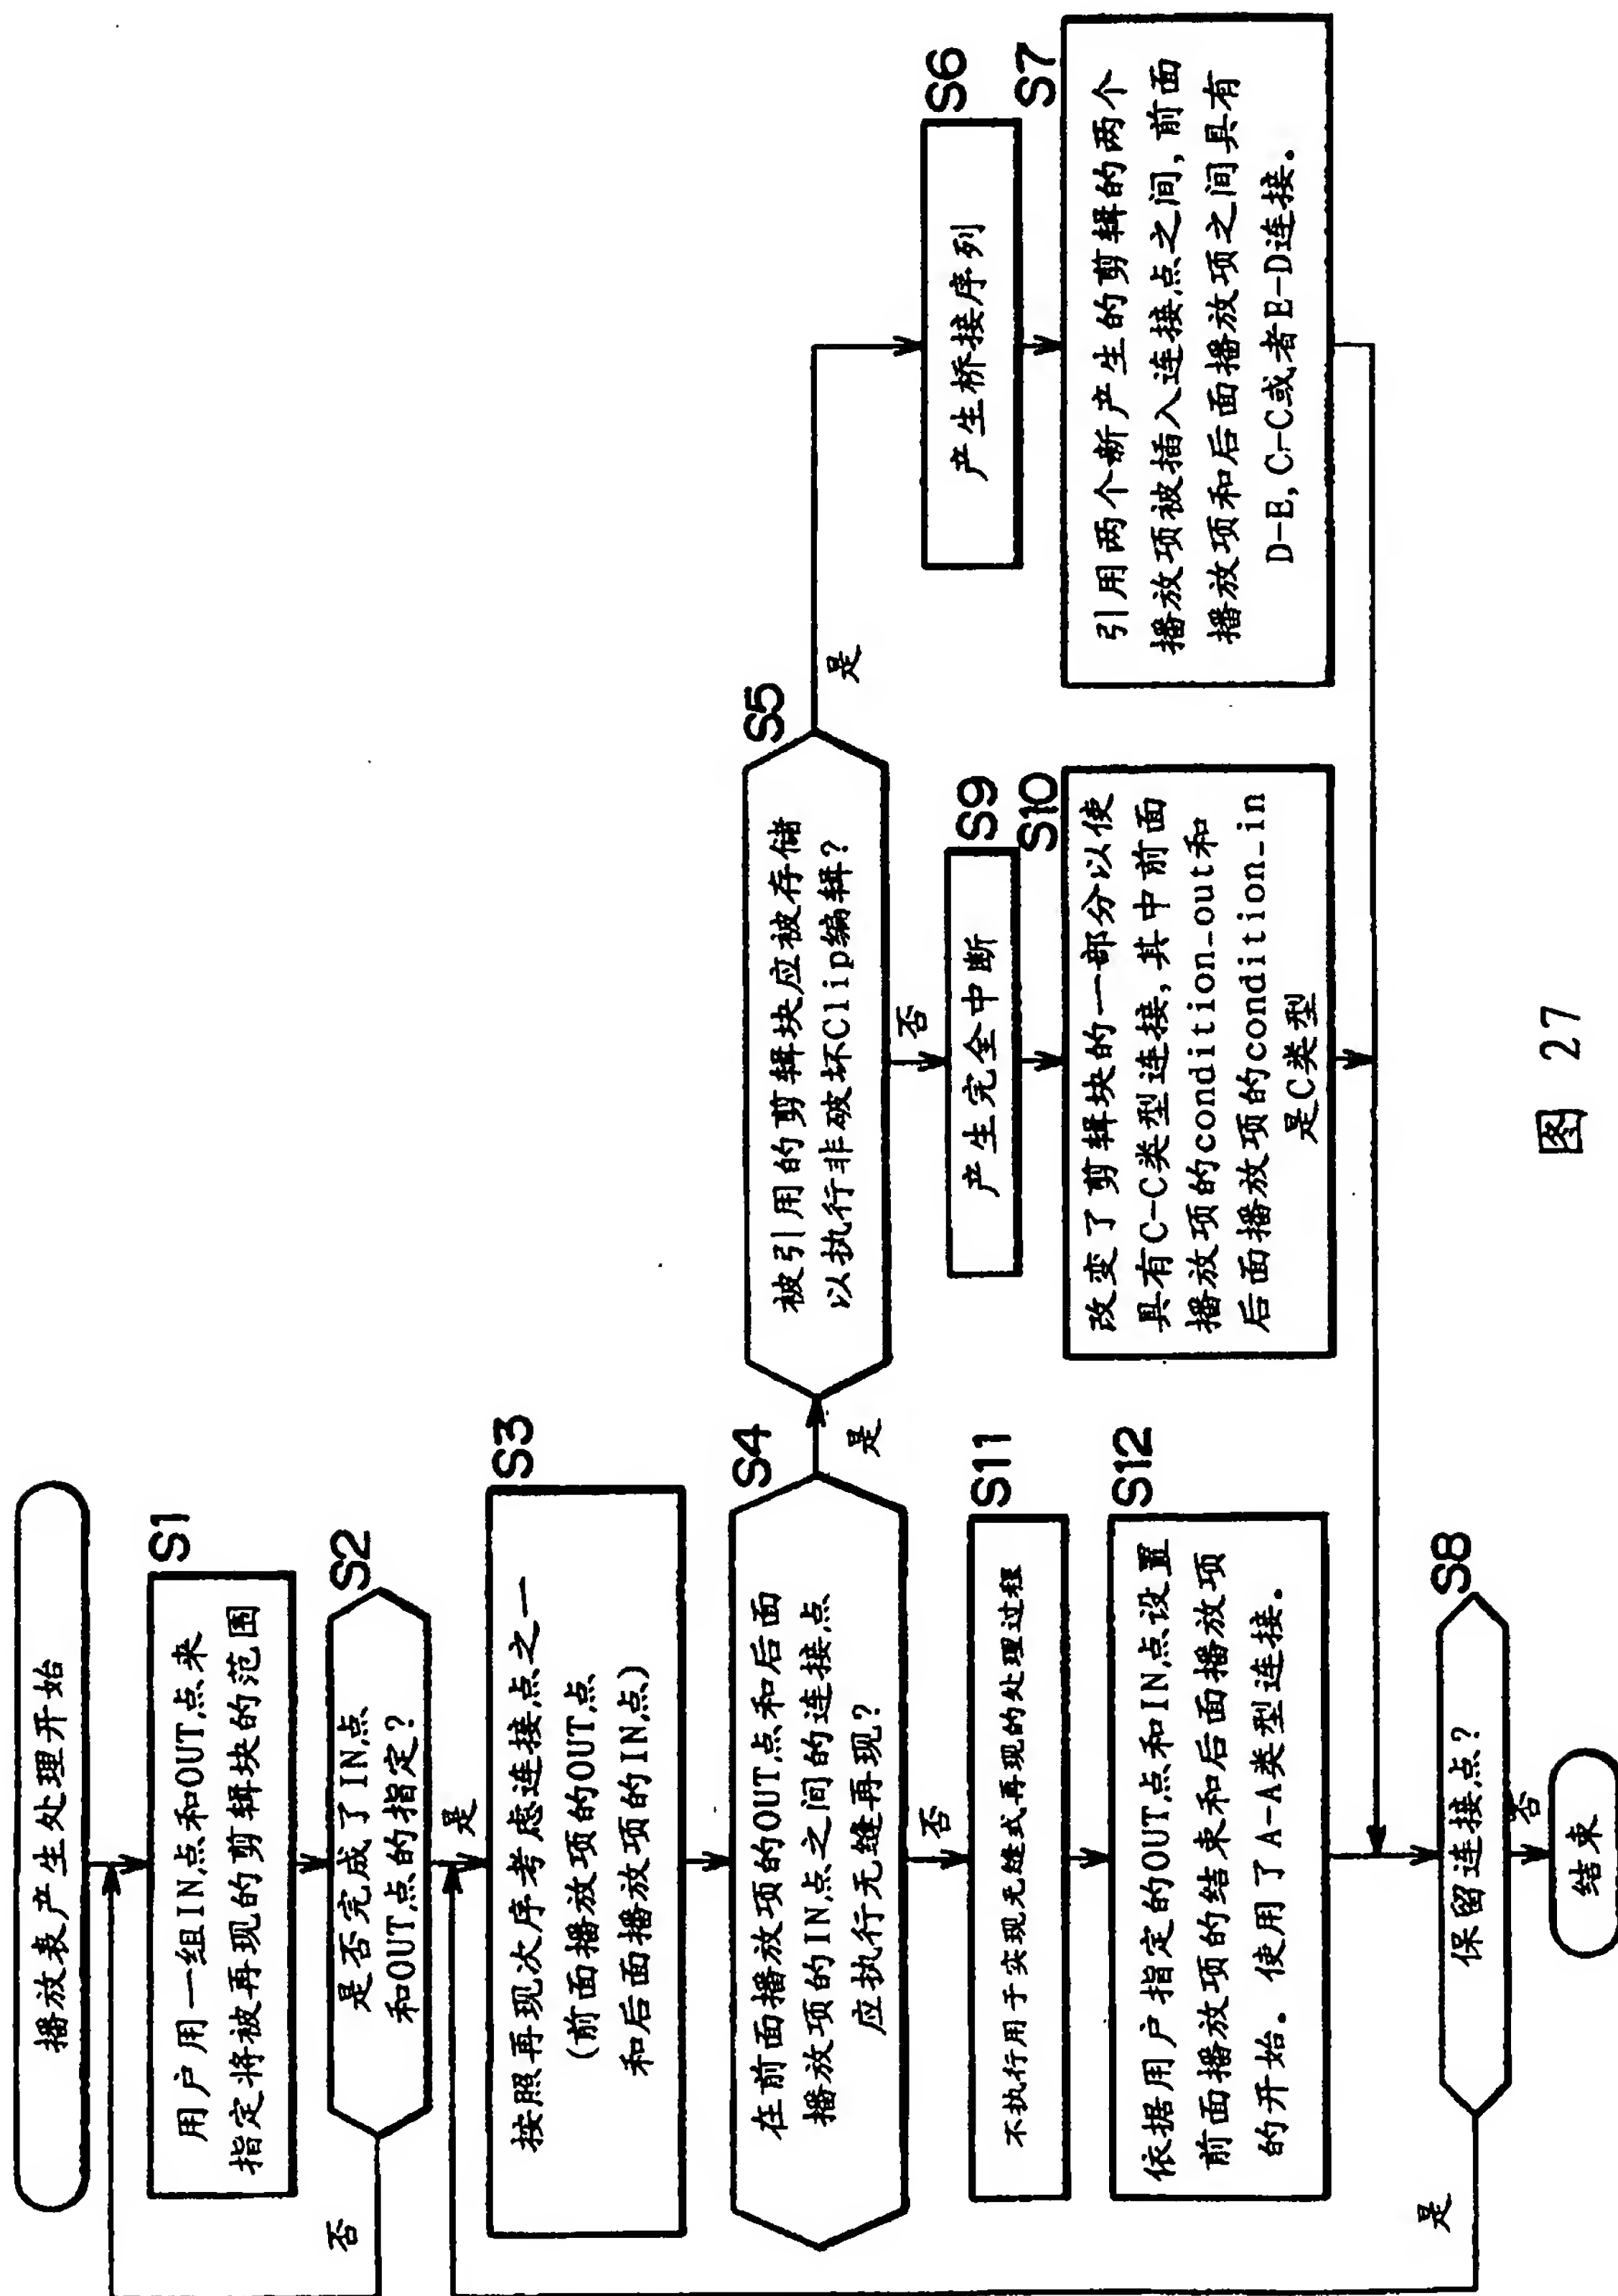 播放表产生处理开始
S1
用户用一组IN点和OUT点来
指定将被再现的剪辑块的范围
S2
是否完成了IN点
和OUT点的指定?
否
是
S3
按照再现次序考虑连接点之一
(前面播放项的OUT点
和后面播放项的IN点)
S4
在前面播放项的OUT点和后面
播放项的IN点之间的连接点
应执行无缝再现?
是
否
S5
被引用的剪辑块应被存储
以执行非破坏Clip编辑?
是
否
S6
产生桥接序列
S7
引用两个新产生的剪辑的两个
播放项被插入连接点之间,前面
播放项和后面播放项之间具有
D-E,C-C或者E-D连接。
S9
产生完全中断
S10
改变了剪辑块的一部分以使
具有C-C类型连接,其中前面
播放项的condition_out和
后面播放项的condition_in
是C类型
S11
不执行用于实现无缝式再现的处理过程
S12
依据用户指定的OUT点和IN点设置
前面播放项的结束和后面播放项
的开始。使用了A-A类型连接。
S8
保留连接点?
是
否
结束
图 27